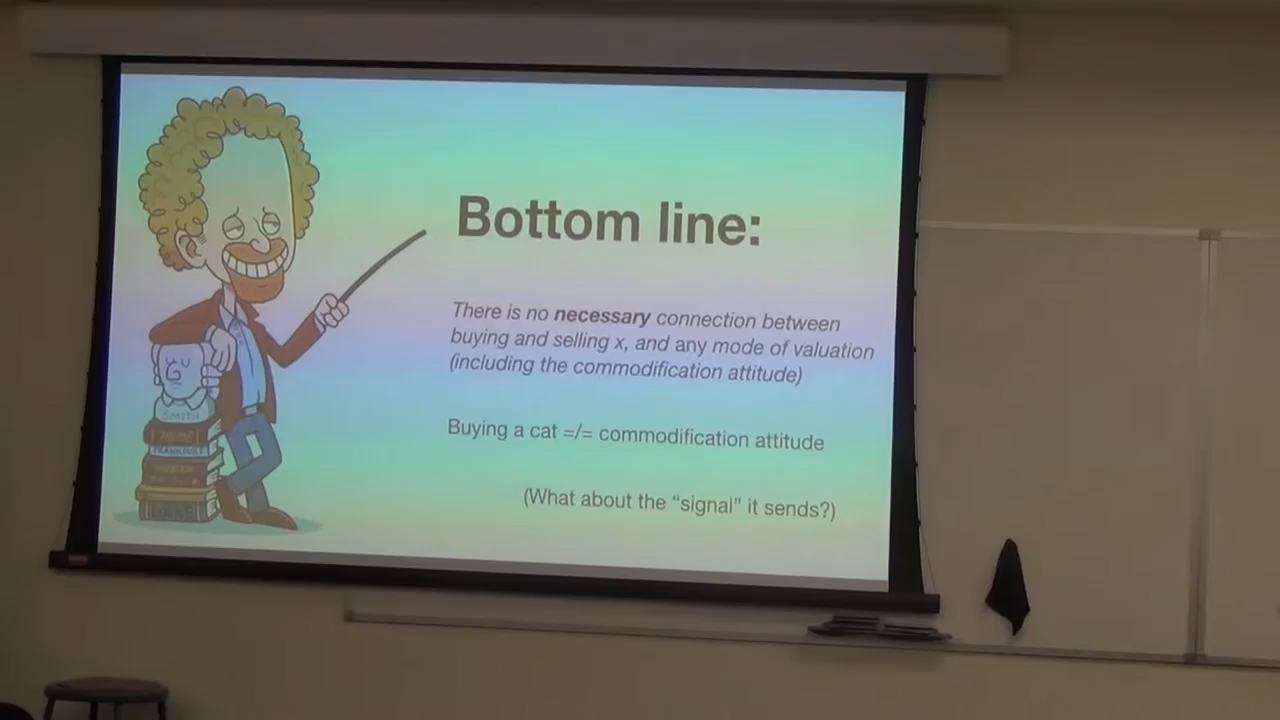 Bottom line:
There is no necessary connection between
buying and selling x, and any mode of valuation
(including the commodification attitude)
Buying a cat =/= commodification attitude
(What about the “signal” it sends?)
SMITH
FRANKFURT